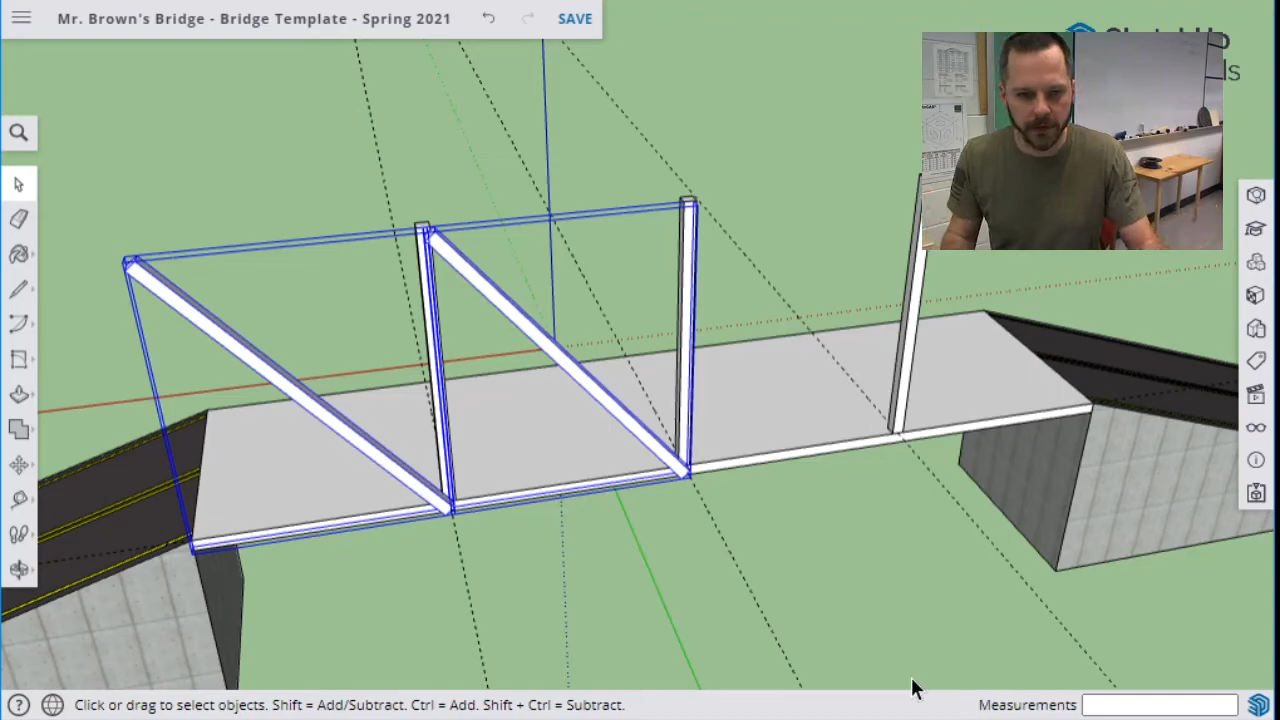 Mr. Brown's Bridge - Bridge Template - Spring 2021
SAVE
Click or drag to select objects. Shift = Add/Subtract. Ctrl = Add. Shift + Ctrl = Subtract.
Measurements